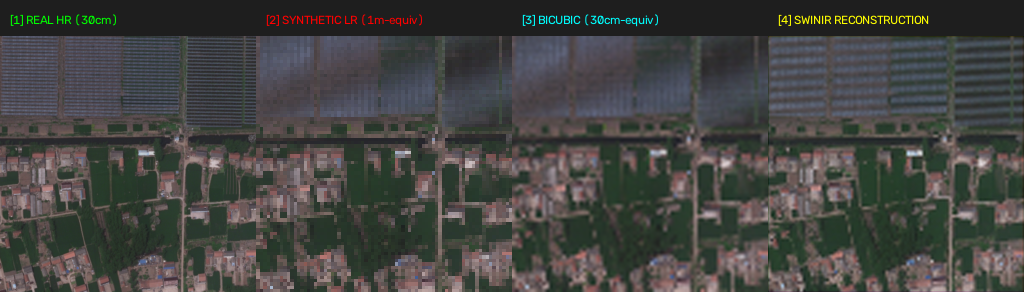 [1] REAL HR (30cm)
[2] SYNTHETIC LR (1m-equiv)
[3] BICUBIC (30cm-equiv)
[4] SWINIR RECONSTRUCTION